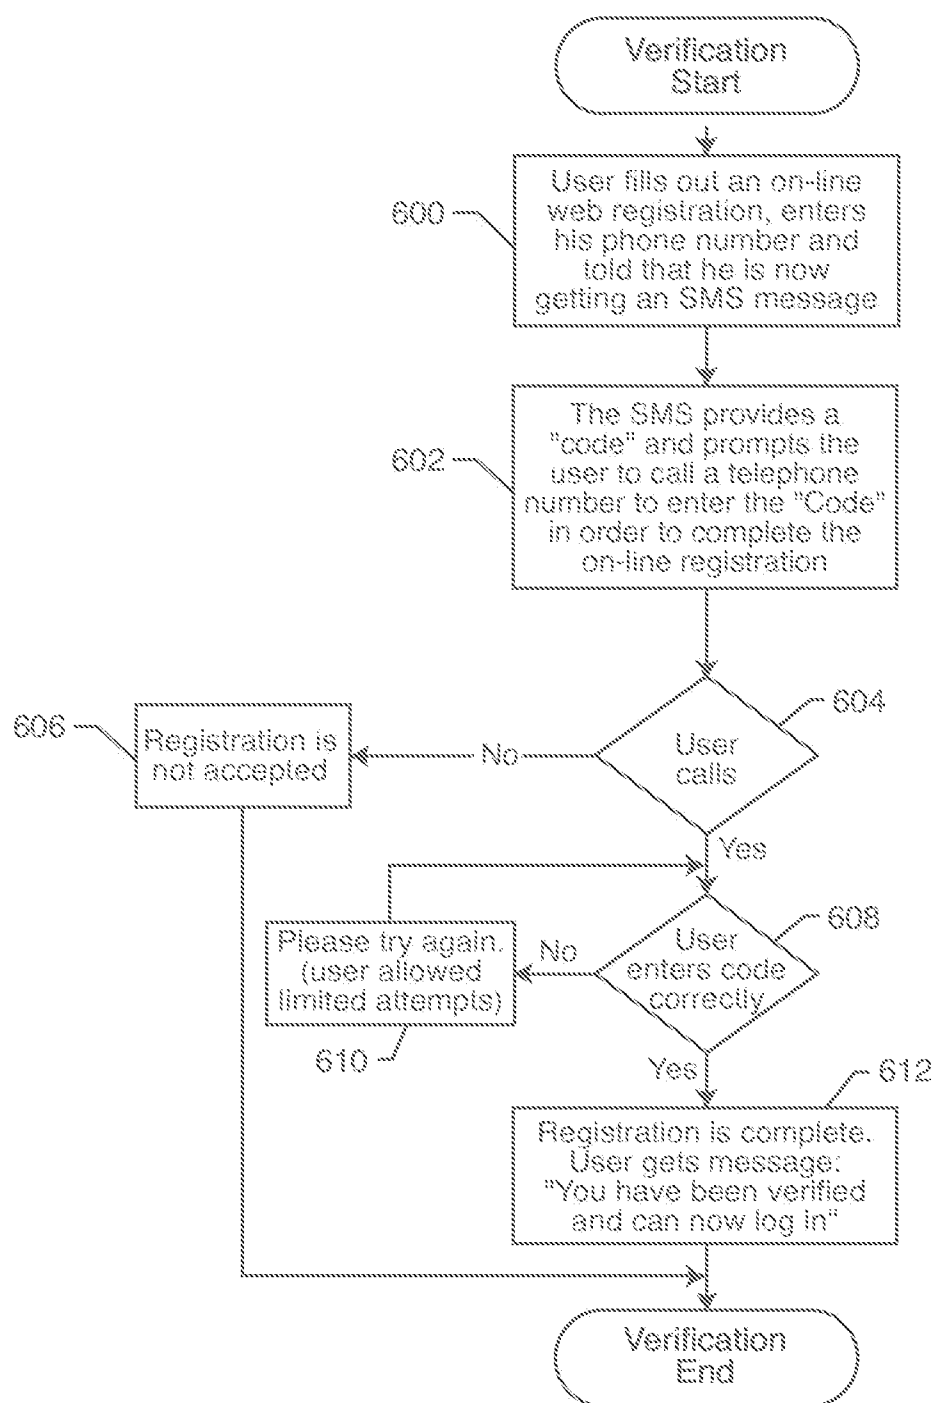 Verification
Start
User fills out an on-line
web registration, enters
his phone number and
told that he is now
getting an SMS message
600
The SMS provides a
"code" and prompts the
user to call a telephone
number to enter the "Code"
in order to complete the
on-line registration
602
User
calls
604
No
Registration is
not accepted
606
Yes
User
enters code
correctly
608
No
Please try again.
(user allowed
limited attempts)
610
Yes
612
Registration is complete.
User gets message:
"You have been verified
and can now log in"
Verification
End